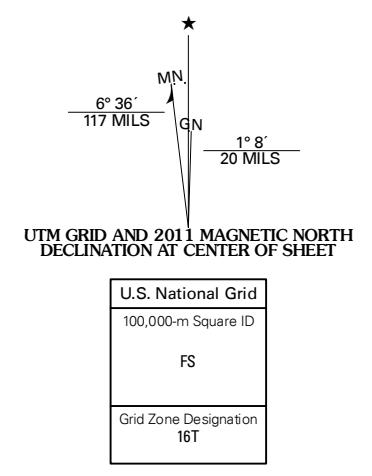 ★
MN.
GN
6° 36´
117 MILS
1° 8´
20 MILS
UTM GRID AND 2011 MAGNETIC NORTH
DECLINATION AT CENTER OF SHEET
U.S. National Grid
100,000-m Square ID
FS
Grid Zone Designation
16T